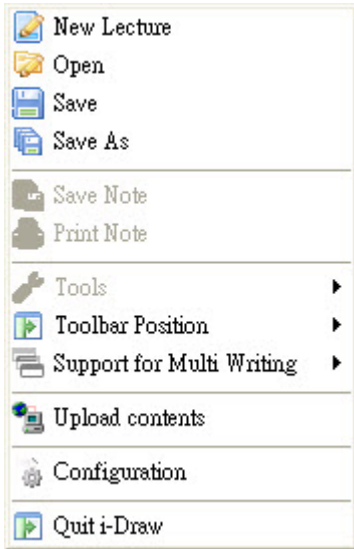 New Lecture
Open
Save
Save As
Save Note
Print Note
Tools
Toolbar Position
Support for Multi Writing
Upload contents
Configuration
Quit i-Draw